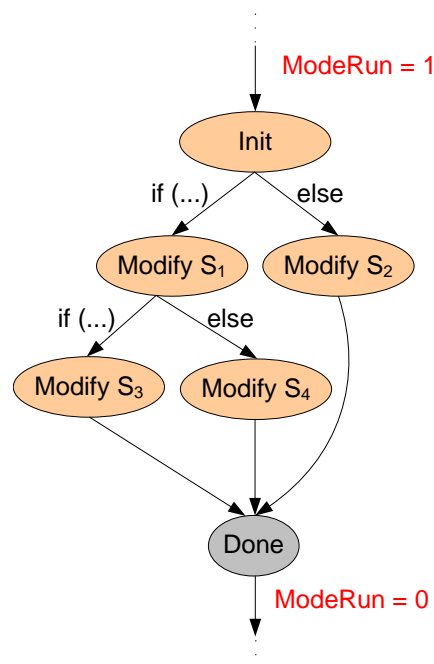 ModeRun = 1
Init
if (...)
else
Modify S₁
Modify S₂
if (...)
else
Modify S₃
Modify S₄
Done
ModeRun = 0